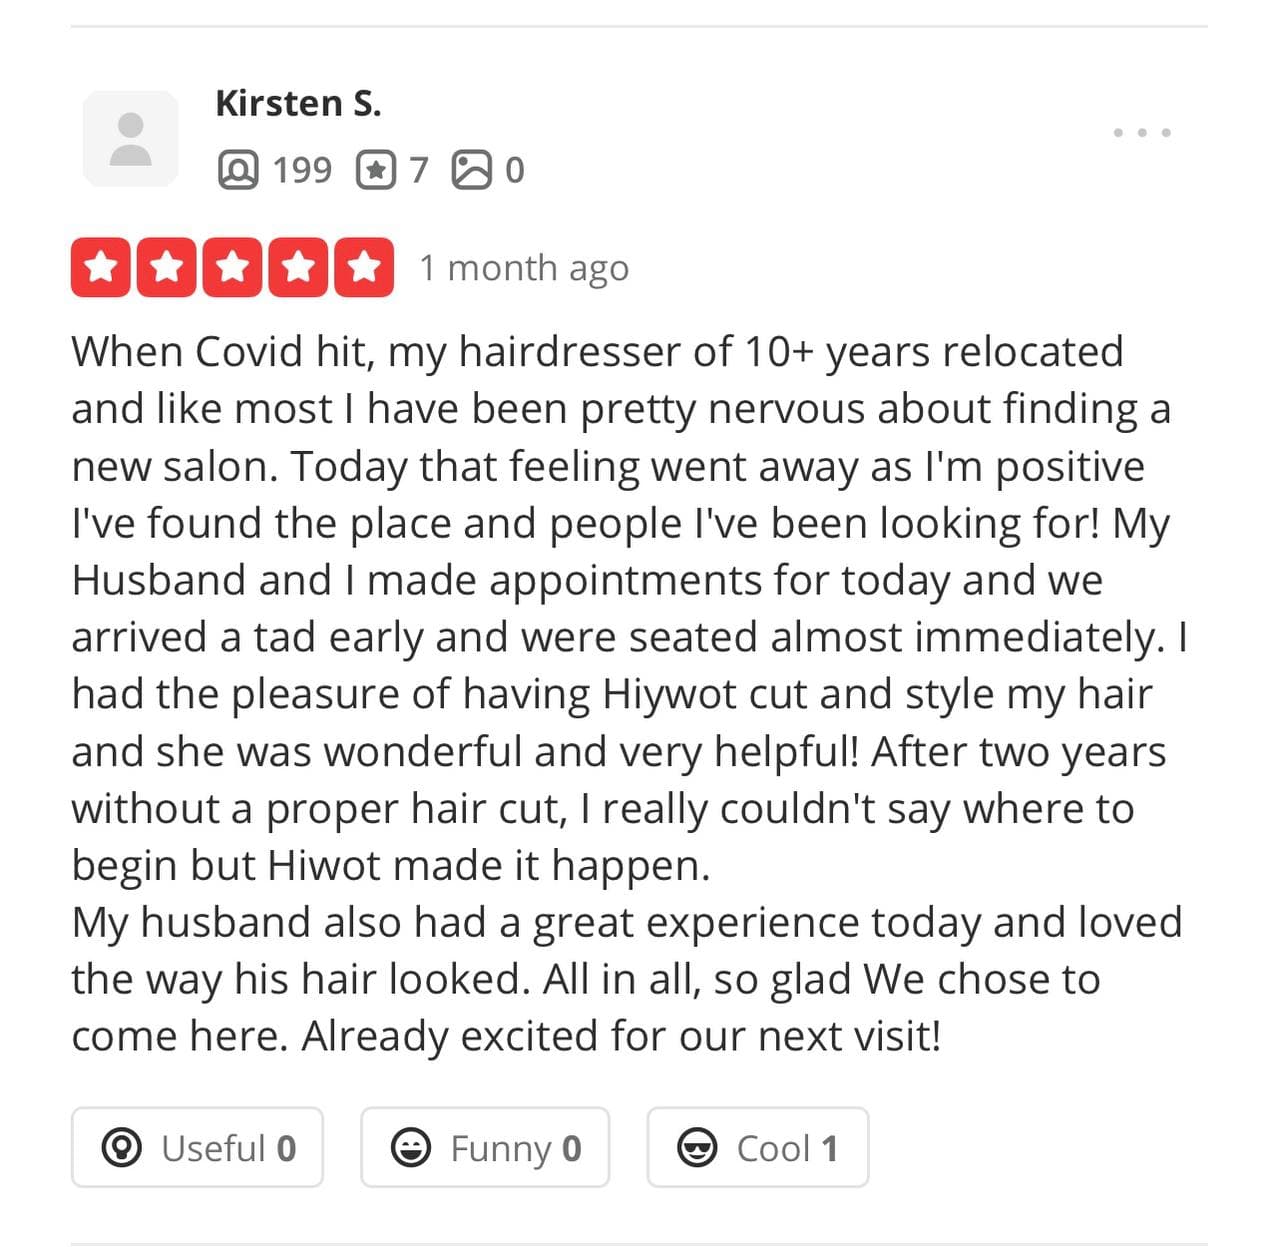 Kirsten S.
199 7 0
1 month ago
When Covid hit, my hairdresser of 10+ years relocated
and like most I have been pretty nervous about finding a
new salon. Today that feeling went away as I'm positive
I've found the place and people I've been looking for! My
Husband and I made appointments for today and we
arrived a tad early and were seated almost immediately. I
had the pleasure of having Hiywot cut and style my hair
and she was wonderful and very helpful! After two years
without a proper hair cut, I really couldn't say where to
begin but Hiwot made it happen.
My husband also had a great experience today and loved
the way his hair looked. All in all, so glad We chose to
come here. Already excited for our next visit!
Useful 0 Funny 0 Cool 1